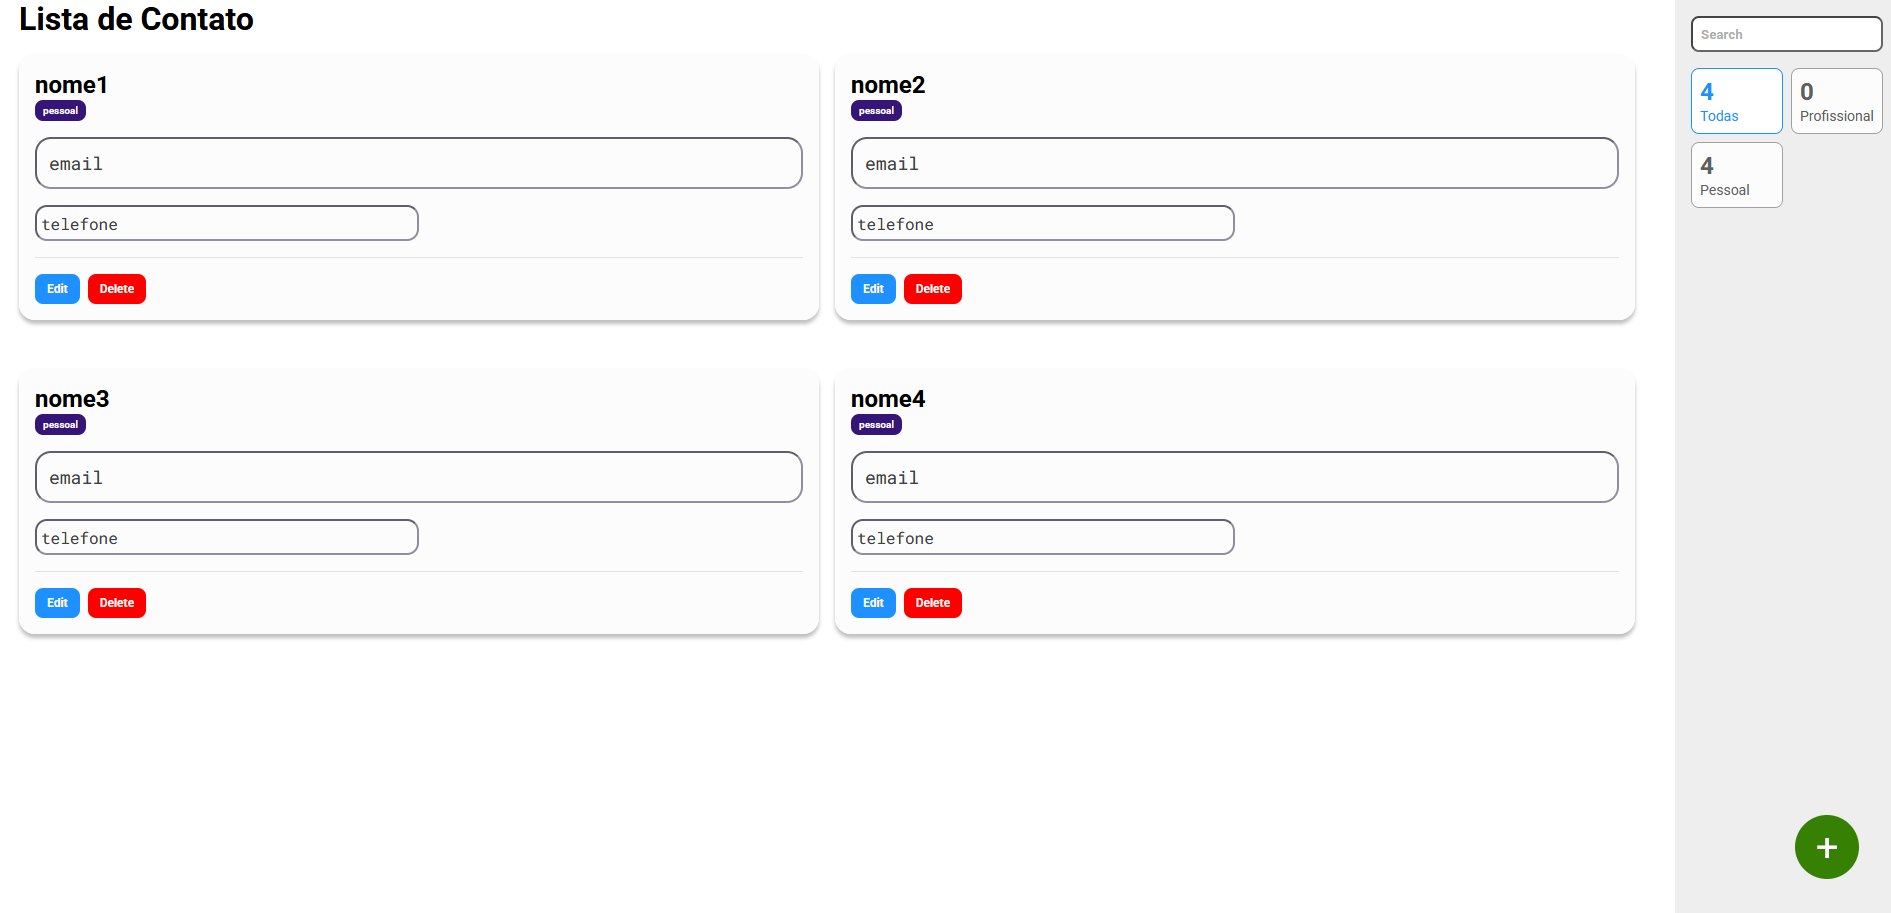 Lista de Contato
nome1
pessoal
email
telefone
Edit Delete
nome2
pessoal
email
telefone
Edit Delete
nome3
pessoal
email
telefone
Edit Delete
nome4
pessoal
email
telefone
Edit Delete
Search
4
Todas
0
Profissional
4
Pessoal
+